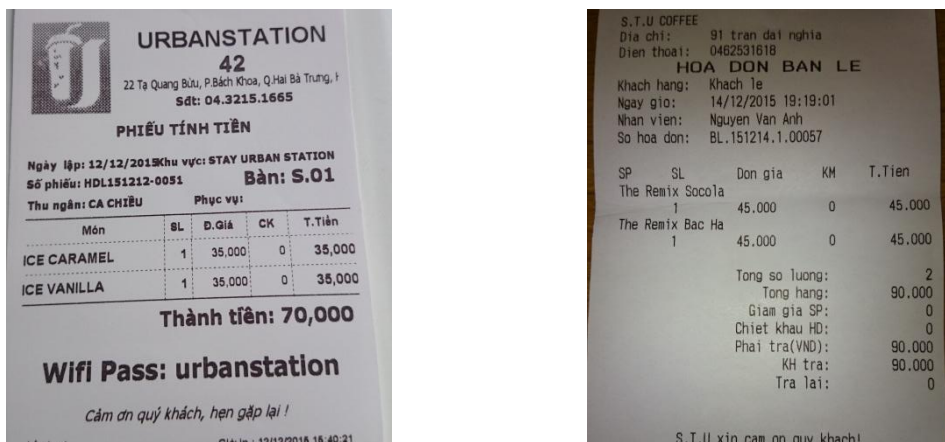 URBANSTATION
42
22 Tạ Quang Bửu, P.Bách Khoa, Q.Hai Bà Trưng, H
Sđt: 04.3215.1665
PHIẾU TÍNH TIỀN
Ngày lập: 12/12/2015 Khu vực: STAY URBAN STATION
Số phiếu: HDL151212-0051 Bàn: S.01
Thu ngân: CA CHIỀU Phục vụ:
Món SL Đ.Giá CK T.Tiền
ICE CARAMEL 1 35,000 0 35,000
ICE VANILLA 1 35,000 0 35,000
Thành tiền: 70,000
Wifi Pass: urbanstation
Cảm ơn quý khách, hẹn gặp lại !
: 12/12/2015 15:40:21
S.T.U COFFEE
Dia chi: 91 tran dai nghia
Dien thoai: 0462531618
HOA DON BAN LE
Khach hang: Khach le
Ngay gio: 14/12/2015 19:19:01
Nhan vien: Nguyen Van Anh
So hoa don: BL.151214.1.00057
SP SL Don gia KM T.Tien
The Remix Socola
1 45.000 0 45.000
The Remix Bac Ha
1 45.000 0 45.000
Tong so luong: 2
Tong hang: 90.000
Giam gia SP: 0
Chiet khau HD: 0
Phai tra(VND): 90.000
KH tra: 90.000
Tra lai: 0
S.T.U xin cam on quy khach!